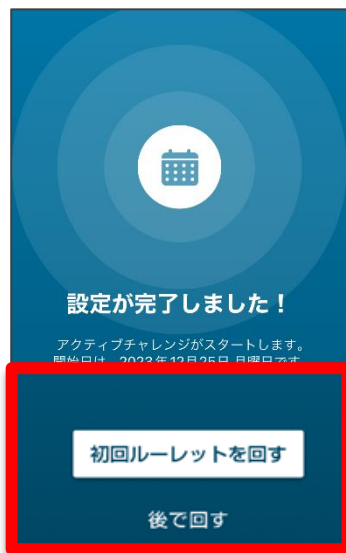 設定が完了しました！
アクティブチャレンジがスタートします。
開始日は、2023年12月25日 月曜日です。
初回ルーレットを回す
後で回す